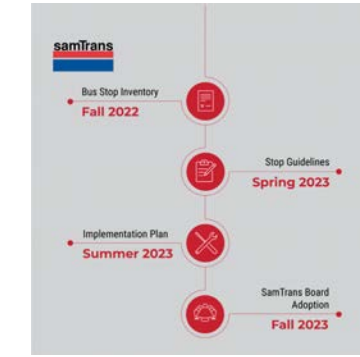 samTrans
Bus Stop Inventory
Fall 2022
Stop Guidelines
Spring 2023
Implementation Plan
Summer 2023
SamTrans Board
Adoption
Fall 2023